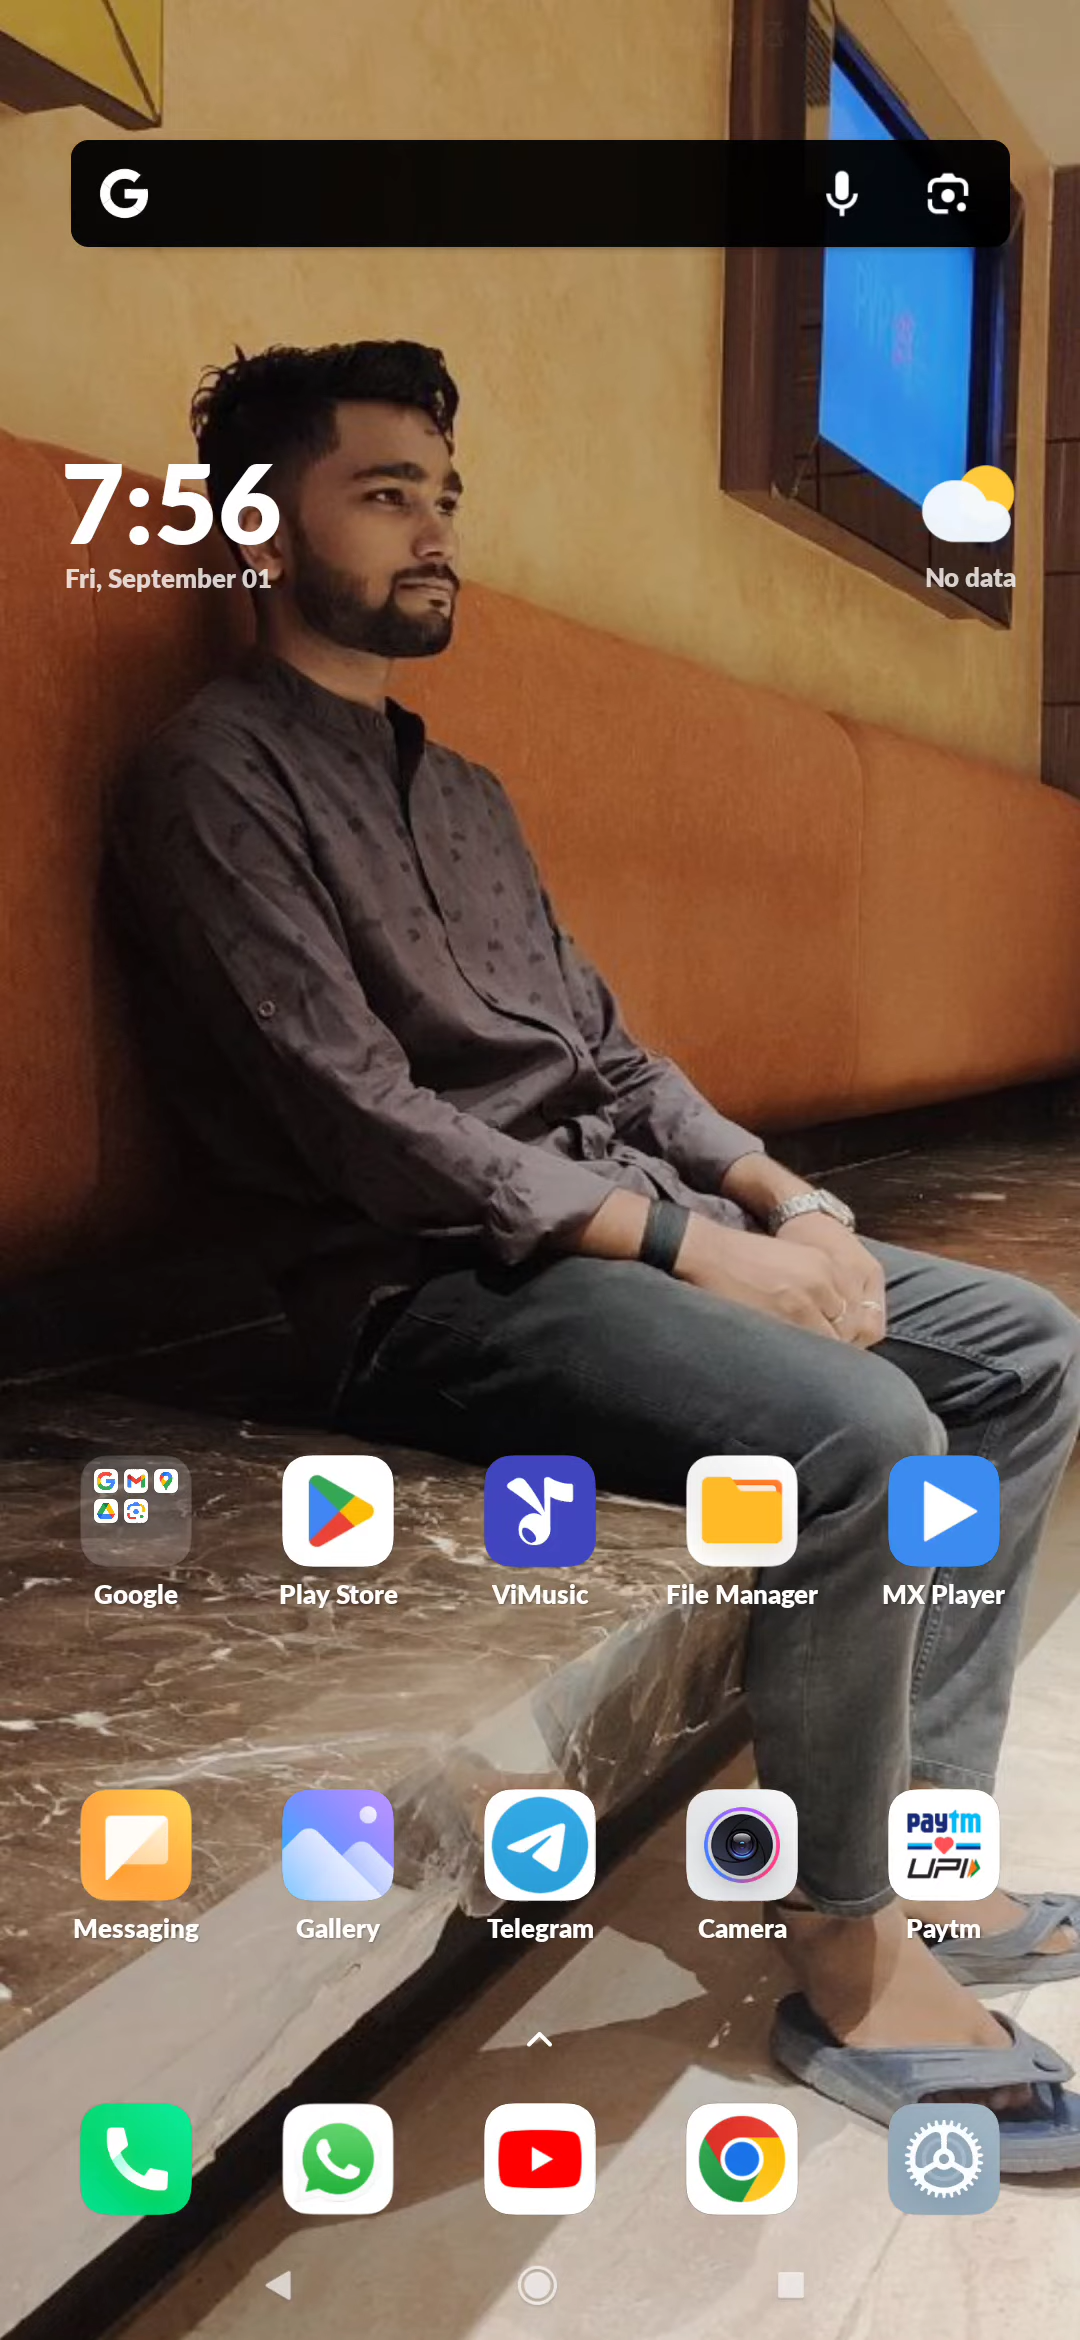 7:56
Fri, September 01
No data
Google
Play Store
ViMusic
File Manager
MX Player
Messaging
Gallery
Telegram
Camera
paytm
UPI
Paytm